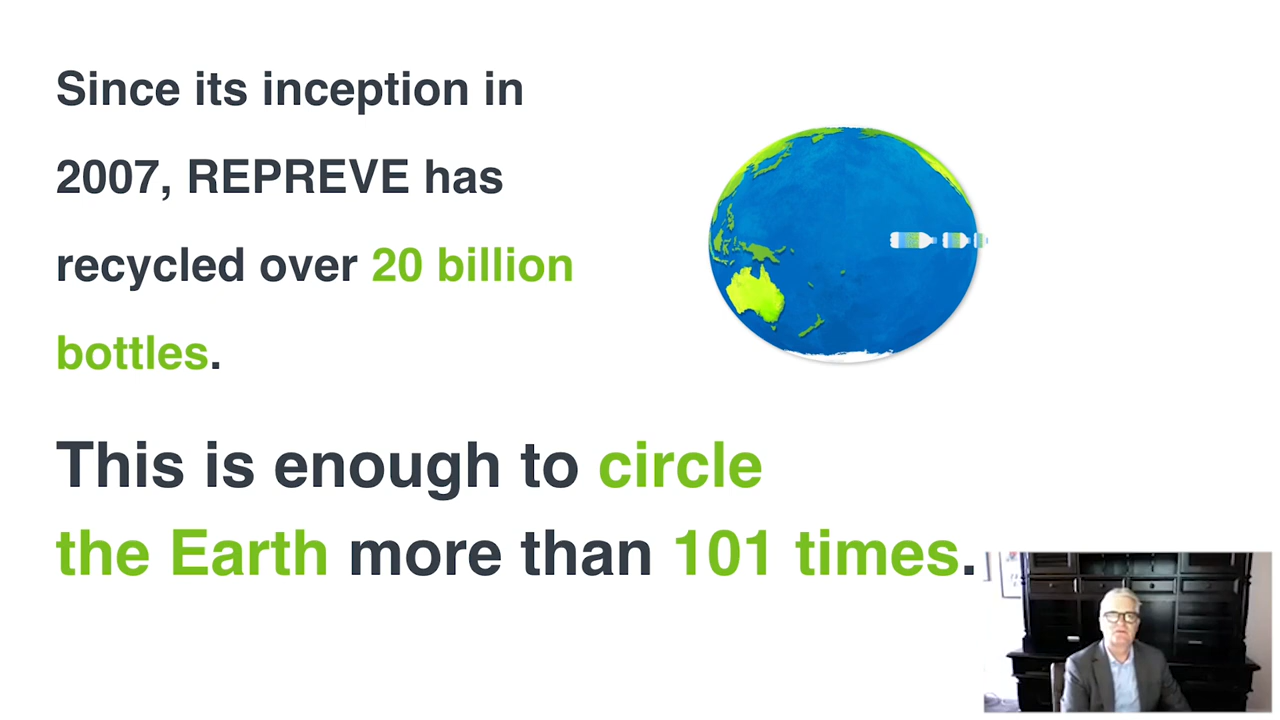 Since its inception in
2007, REPREVE has
recycled over 20 billion
bottles.
This is enough to circle
the Earth more than 101 times.